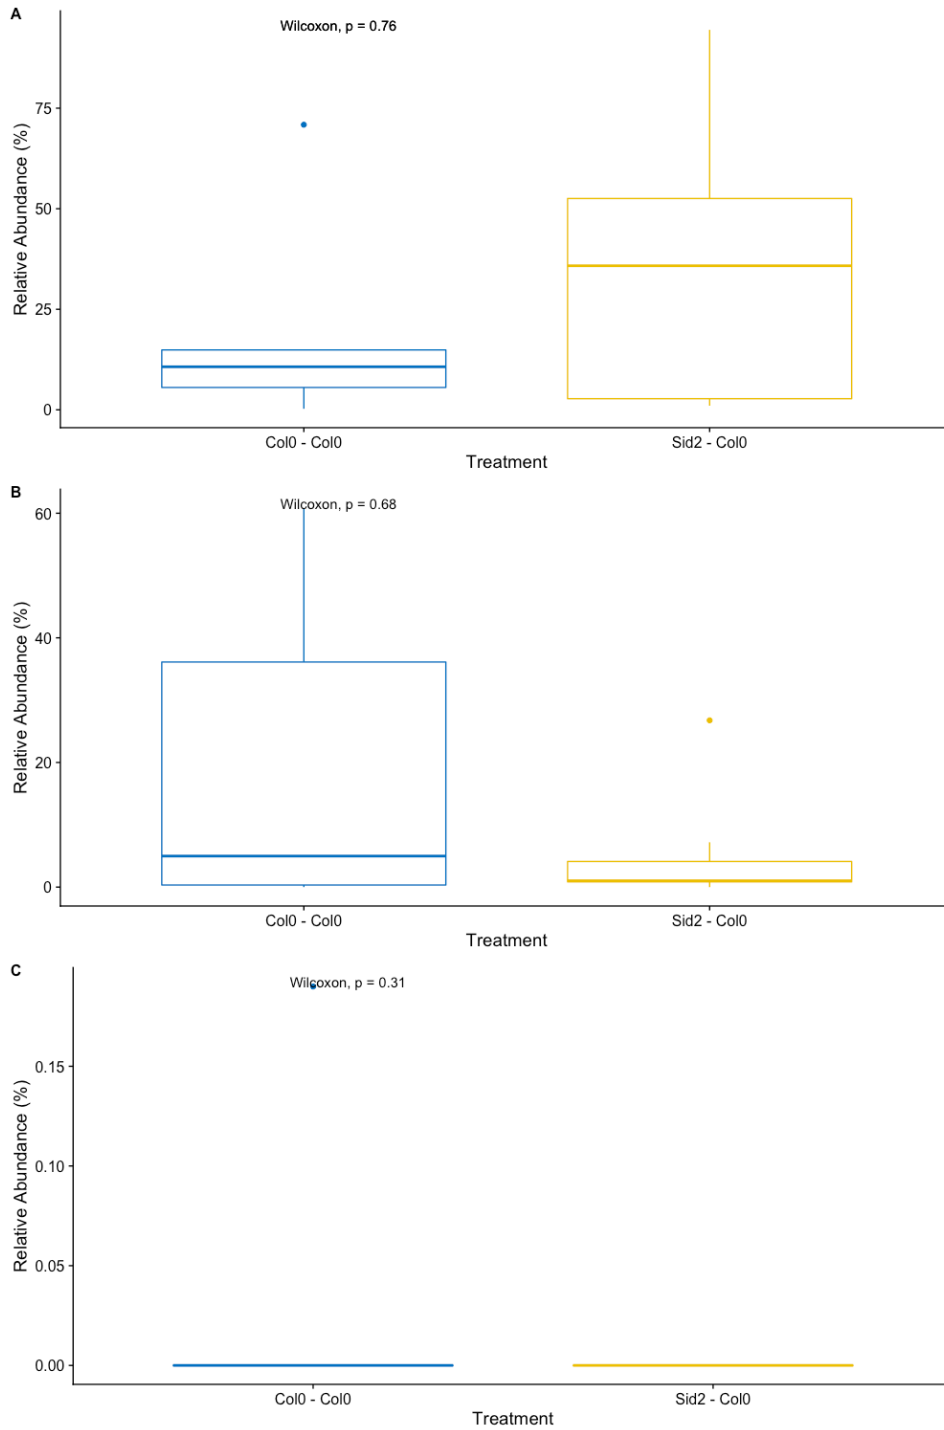 A
Wilcoxon, p = 0.76
Relative Abundance (%)
75
50
25
0
Col0 - Col0
Sid2 - Col0
Treatment
B
Wilcoxon, p = 0.68
Relative Abundance (%)
60
40
20
0
Col0 - Col0
Sid2 - Col0
Treatment
C
Wilcoxon, p = 0.31
Relative Abundance (%)
0.15
0.10
0.05
0.00
Col0 - Col0
Sid2 - Col0
Treatment